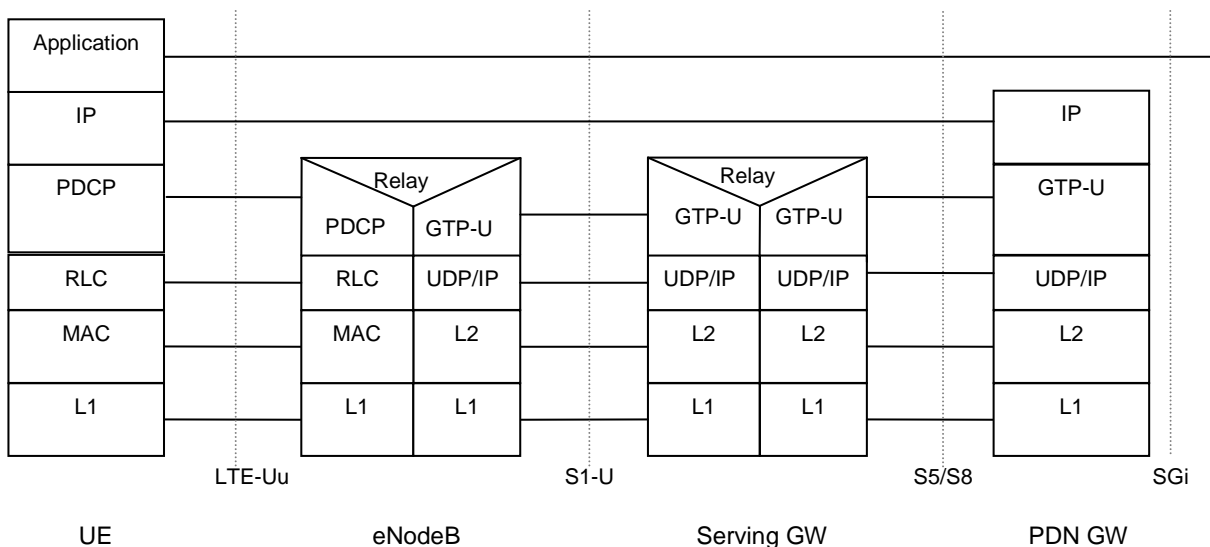 Application
IP IP
Relay Relay
PDCP GTP-U
PDCP GTP-U GTP-U GTP-U
RLC RLC UDP/IP UDP/IP UDP/IP UDP/IP
MAC MAC L2 L2 L2 L2
L1 L1 L1 L1 L1 L1
LTE-Uu S1-U S5/S8 SGi
UE eNodeB Serving GW PDN GW